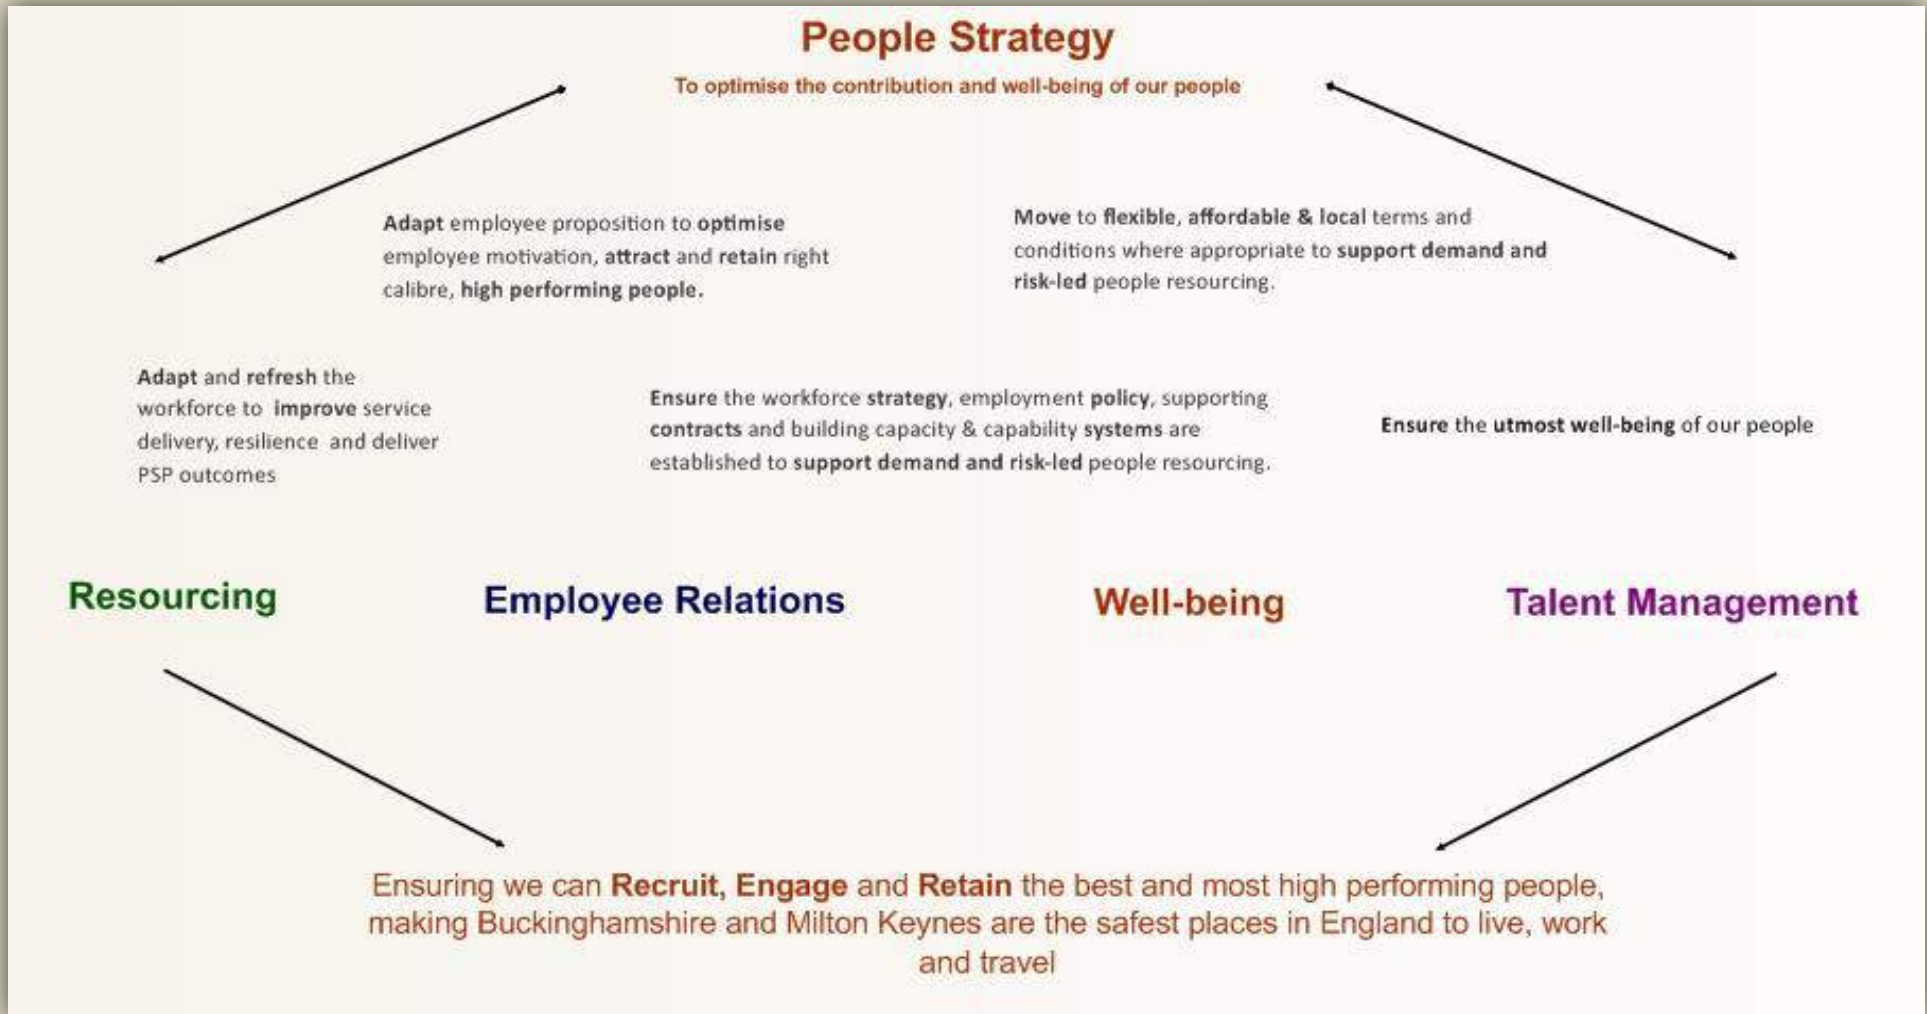 People Strategy
To optimise the contribution and well-being of our people
Adapt employee proposition to optimise
employee motivation, attract and retain right
calibre, high performing people.
Move to flexible, affordable & local terms and
conditions where appropriate to support demand and
risk-led people resourcing.
Adapt and refresh the
workforce to improve service
delivery, resilience and deliver
PSP outcomes
Ensure the workforce strategy, employment policy, supporting
contracts and building capacity & capability systems are
established to support demand and risk-led people resourcing.
Ensure the utmost well-being of our people
Resourcing
Employee Relations
Well-being
Talent Management
Ensuring we can Recruit, Engage and Retain the best and most high performing people,
making Buckinghamshire and Milton Keynes are the safest places in England to live, work
and travel